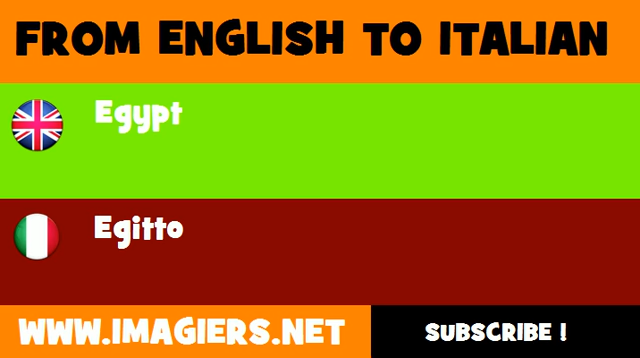 FROM ENGLISH TO ITALIAN
Egypt
Egitto
WWW.IMAGIERS.NET
SUBSCRIBE !